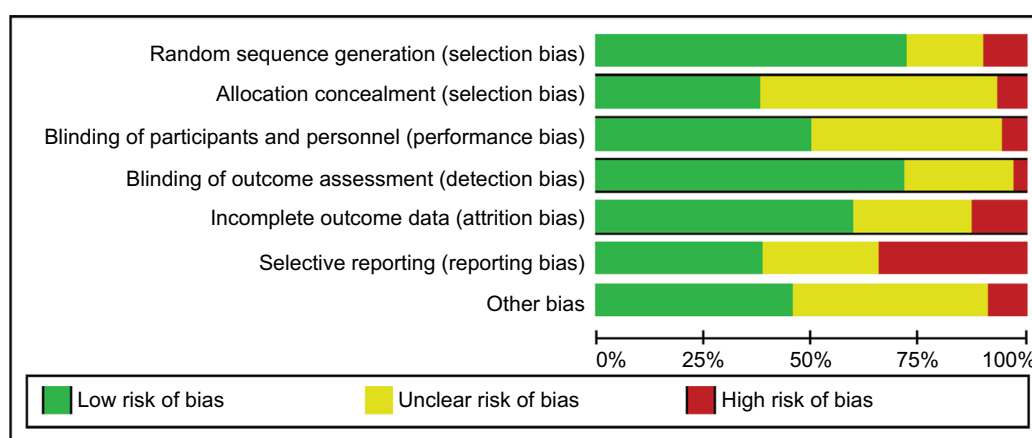 Random sequence generation (selection bias)
Allocation concealment (selection bias)
Blinding of participants and personnel (performance bias)
Blinding of outcome assessment (detection bias)
Incomplete outcome data (attrition bias)
Selective reporting (reporting bias)
Other bias
0% 25% 50% 75% 100%
Low risk of bias Unclear risk of bias High risk of bias